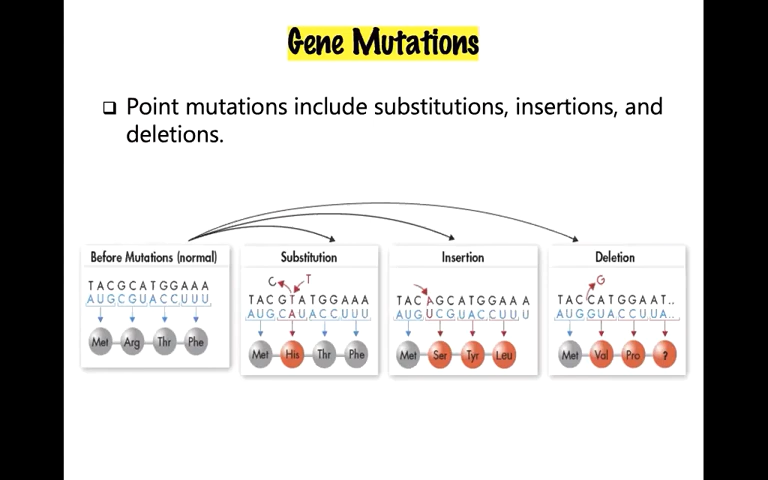 Gene Mutations
❑ Point mutations include substitutions, insertions, and
deletions.
Before Mutations (normal)
TACGCATGGAAA
AUGCGUACCUUU
Met Arg Thr Phe
Substitution
C T
TACGTATGGAAA
AUGCAUACCUUU
Met His Thr Phe
Insertion
TACAGCATGGAAA
AUGUCGUACCUUU
Met Ser Tyr Leu
Deletion
G
TACCATGGAAT..
AUGGUACCUUA..
Met Val Pro ?